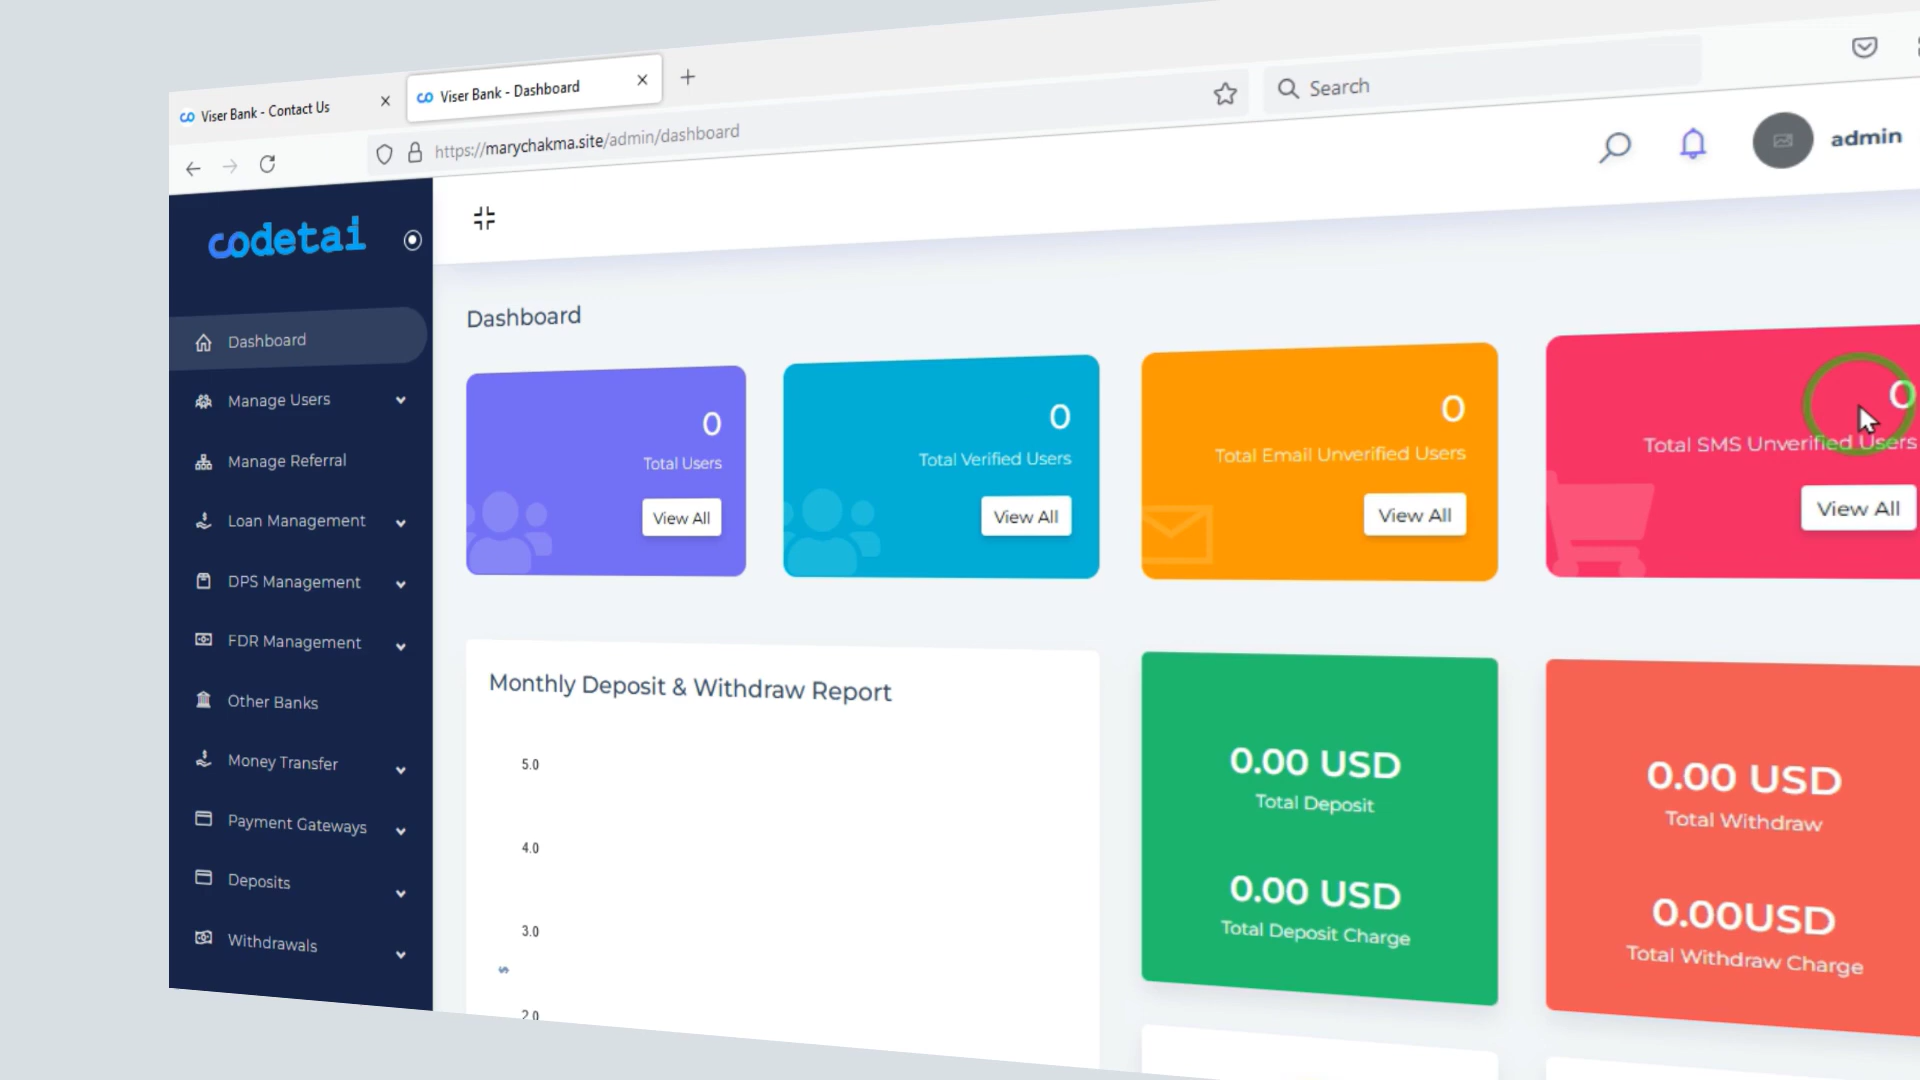 Viser Bank - Contact Us
Viser Bank - Dashboard
https://marychakma.site/admin/dashboard
Search
codetai
admin
Dashboard
Manage Users
Manage Referral
Loan Management
DPS Management
FDR Management
Other Banks
Money Transfer
Payment Gateways
Deposits
Withdrawals
Dashboard
0
Total Users
View All
0
Total Verified Users
View All
0
Total Email Unverified Users
View All
0
Total SMS Unverified Users
View All
Monthly Deposit & Withdraw Report
5.0
4.0
3.0
$
2.0
0.00 USD
Total Deposit
0.00 USD
Total Deposit Charge
0.00 USD
Total Withdraw
0.00USD
Total Withdraw Charge